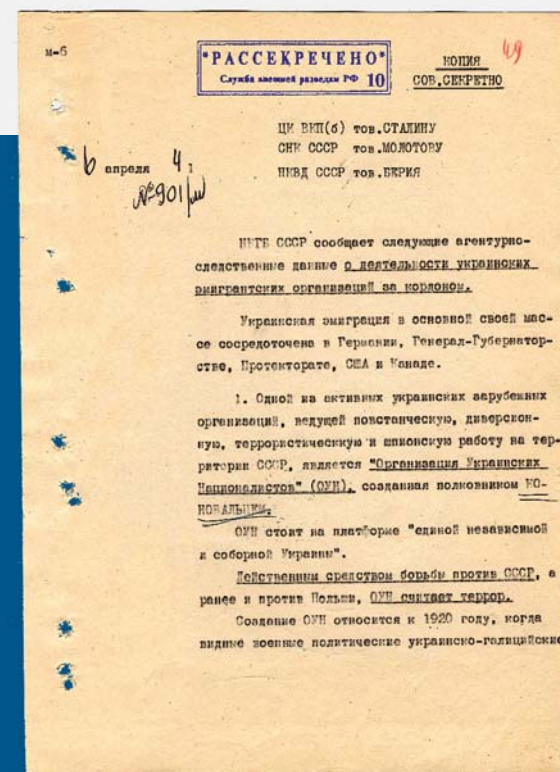 м-6
"РАССЕКРЕЧЕНО"
Служба внешней разведки РФ 10
49
КОПИЯ
СОВ.СЕКРЕТНО
ЦК ВКП(б) тов.СТАЛИНУ
СНК СССР тов.МОЛОТОВУ
НКВД СССР тов.БЕРИЯ
6 апреля 4 1
№901/м
НКГБ СССР сообщает следующие агентурно-
следственные данные о деятельности украинских
эмигрантских организаций за кордоном.
Украинская эмиграция в основной своей мас-
се сосредоточена в Германии, Генерал-Губернатор-
стве, Протекторате, США и Канаде.
1. Одной из активных украинских зарубежных
организаций, ведущей повстанческую, диверсион-
ную, террористическую и шпионскую работу на тер-
ритории СССР, является "Организация Украинских
Националистов" (ОУН), созданная полковником КО-
НОВАЛЬЦЕМ.
ОУН стоит на платформе "единой независимой
и соборной Украины".
Действенным средством борьбы против СССР, а
ранее и против Польши, ОУН считает террор.
Создание ОУН относится к 1920 году, когда
видные военные политические украинско-галицийские